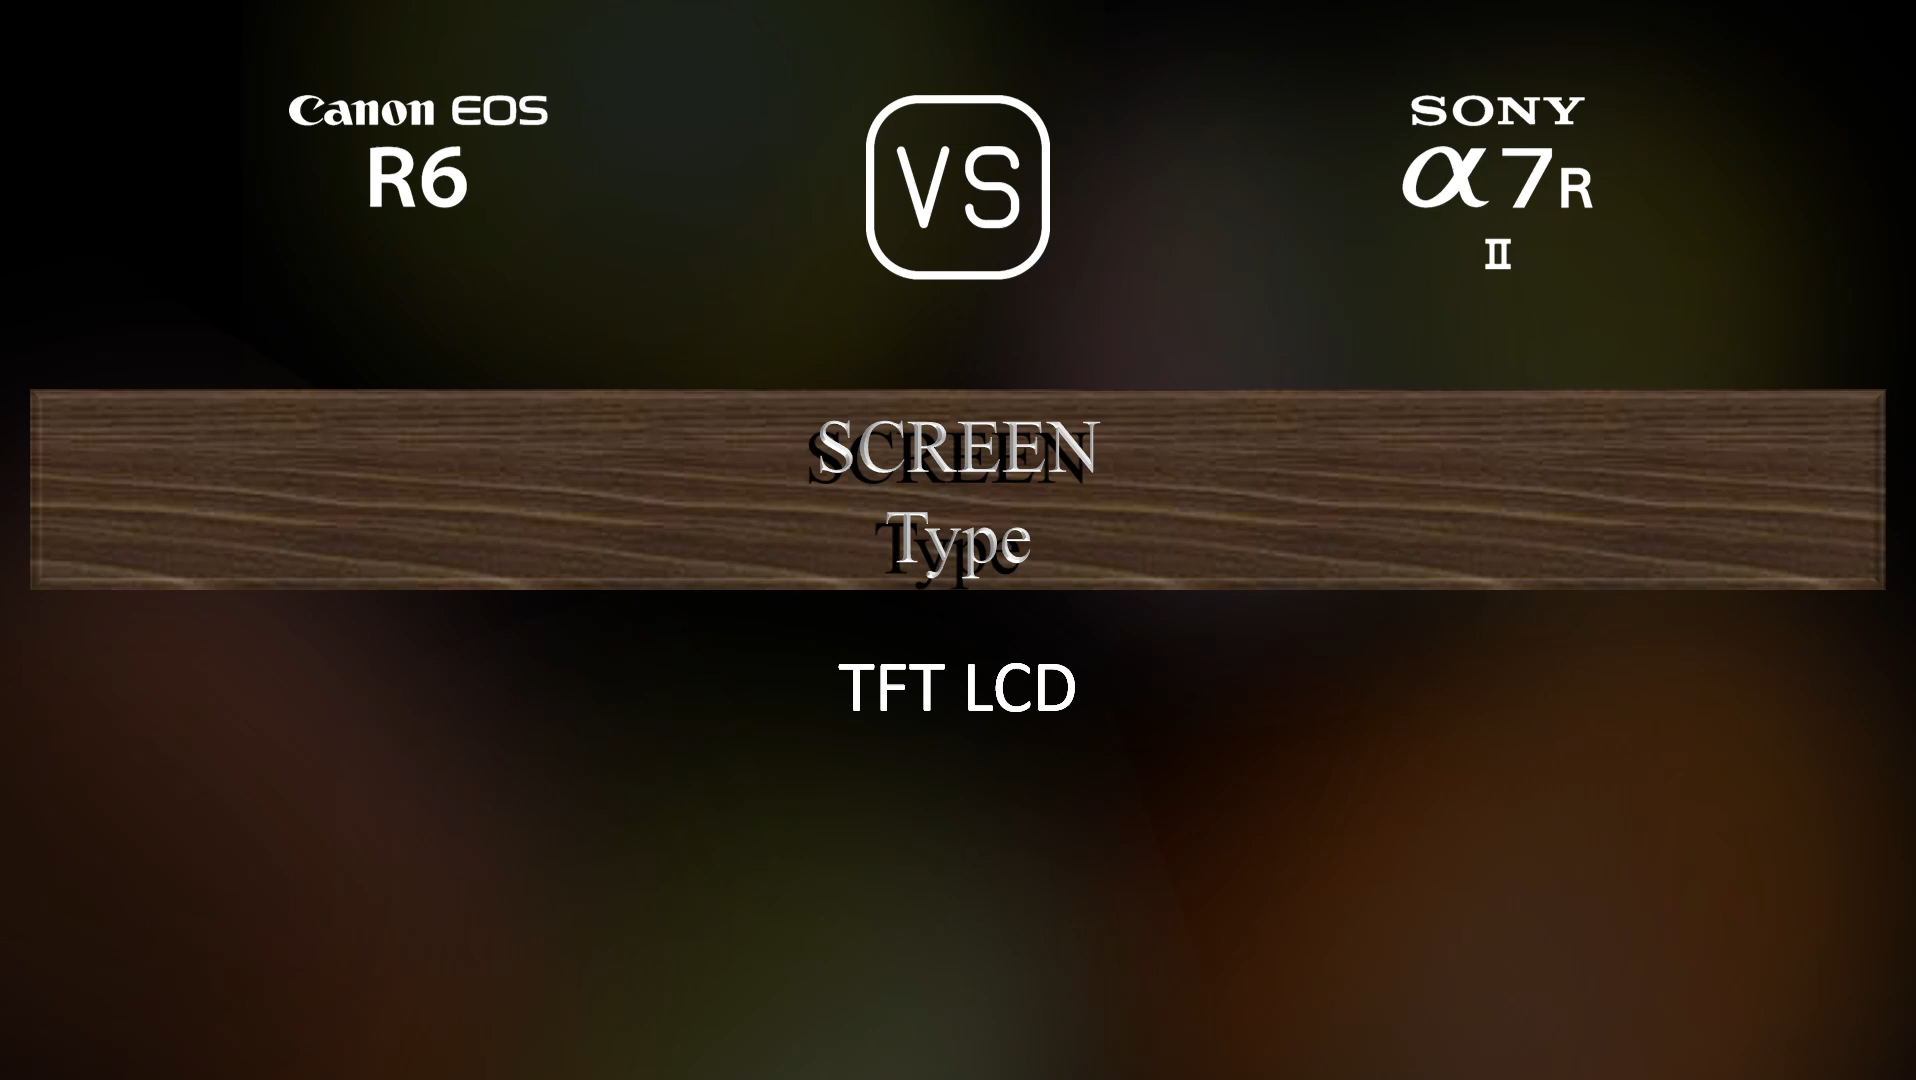 Canon EOS
R6
VS
SONY
α7R
II
SCREEN
Type
TFT LCD